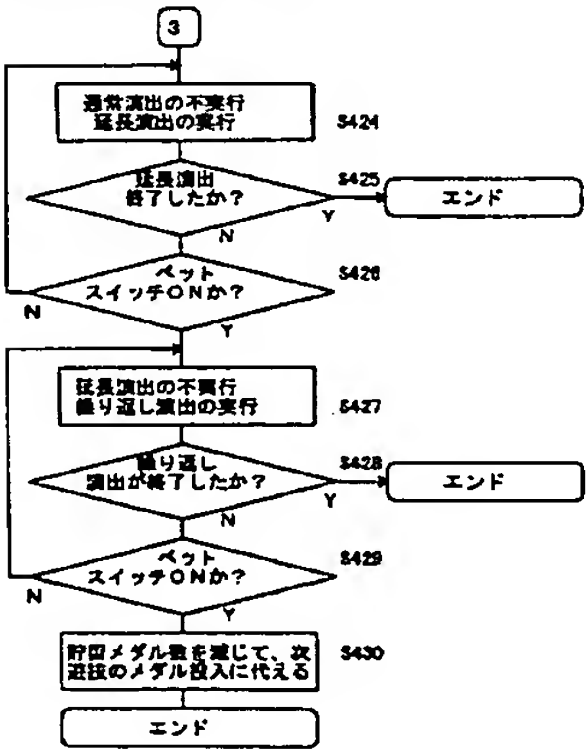 3
通常演出の不実行
延長演出の実行
S424
延長演出
終了したか？
S425
Y
エンド
N
ベット
スイッチONか？
S426
N
Y
延長演出の不実行
繰り返し演出の実行
S427
繰り返し
演出が終了したか？
S428
Y
エンド
N
ベット
スイッチONか？
S429
N
Y
貯留メダル数を減じて、次
遊技のメダル投入に代える
S430
エンド